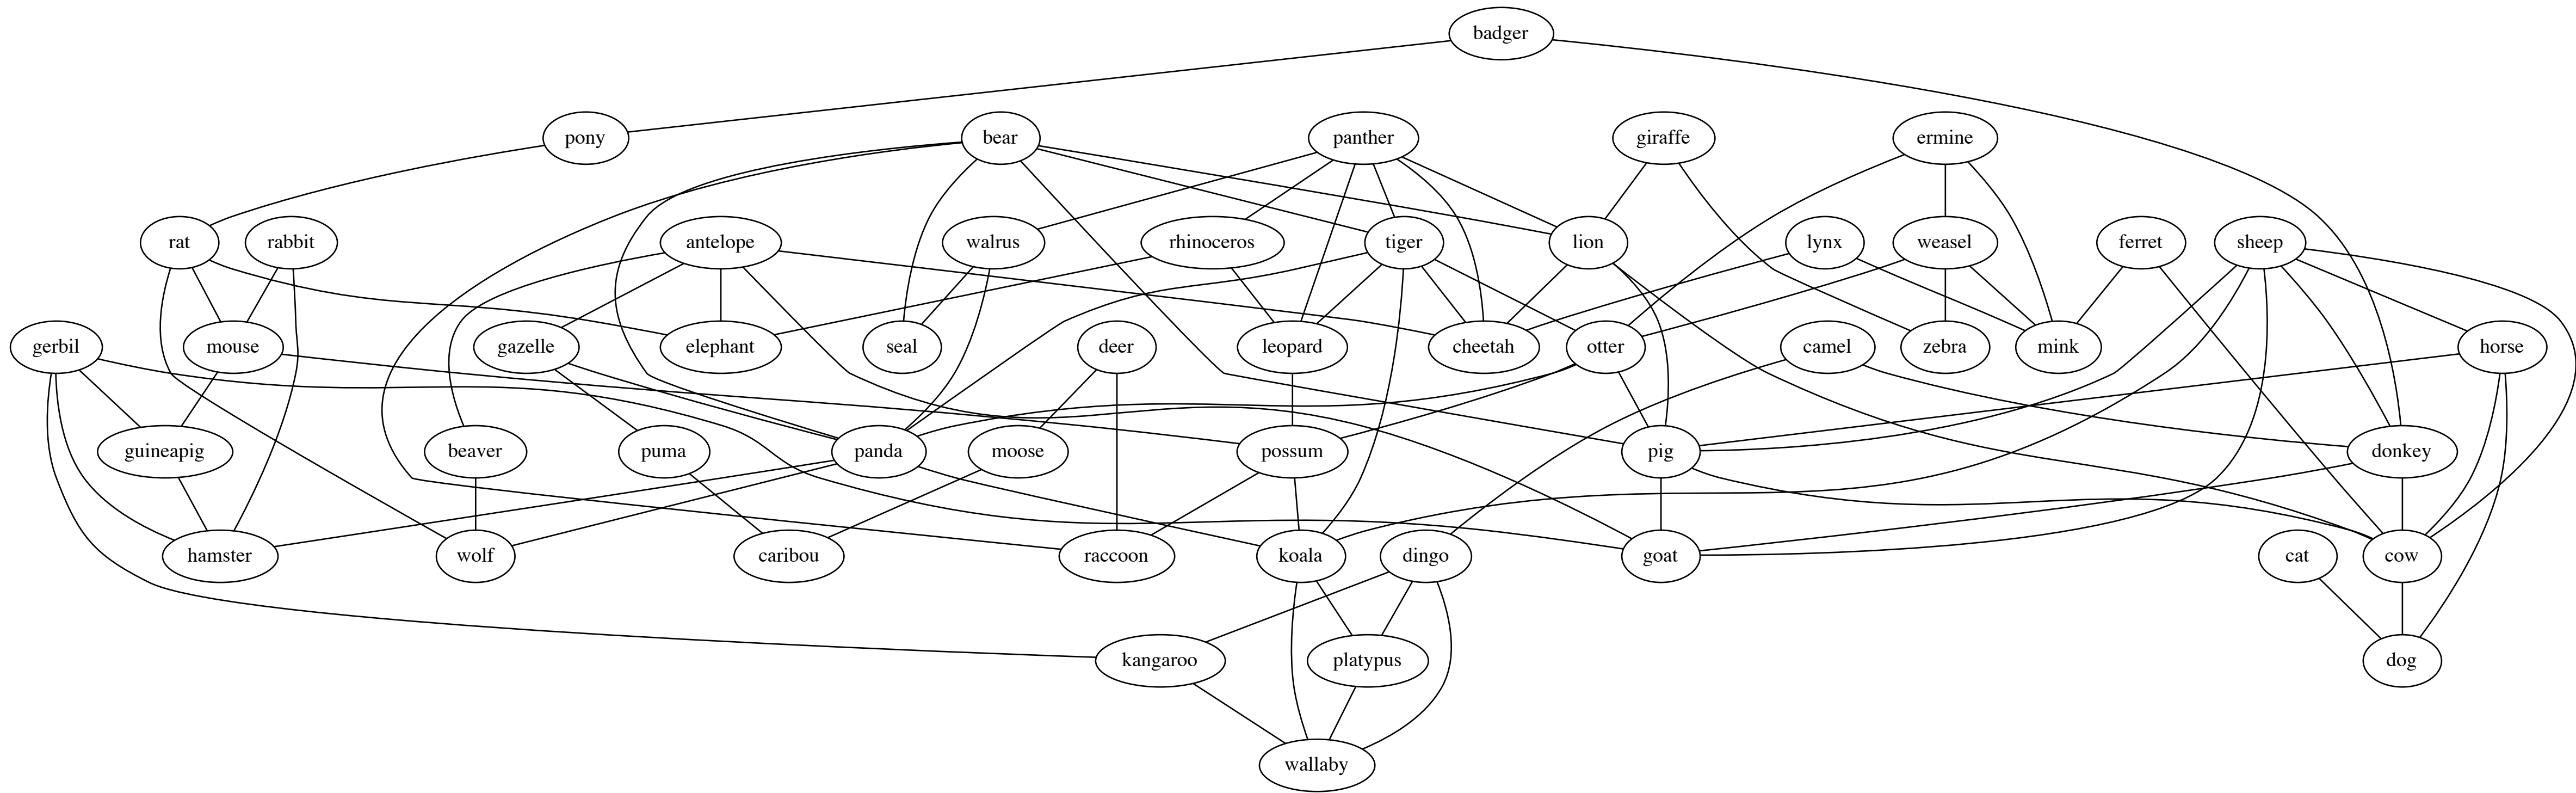 badger
pony
bear
panther
giraffe
ermine
rat
rabbit
antelope
walrus
rhinoceros
tiger
lion
lynx
weasel
ferret
sheep
gerbil
mouse
gazelle
elephant
seal
deer
leopard
cheetah
otter
camel
zebra
mink
horse
guineapig
beaver
puma
panda
moose
possum
pig
donkey
hamster
wolf
caribou
raccoon
koala
dingo
goat
cat
cow
kangaroo
platypus
dog
wallaby